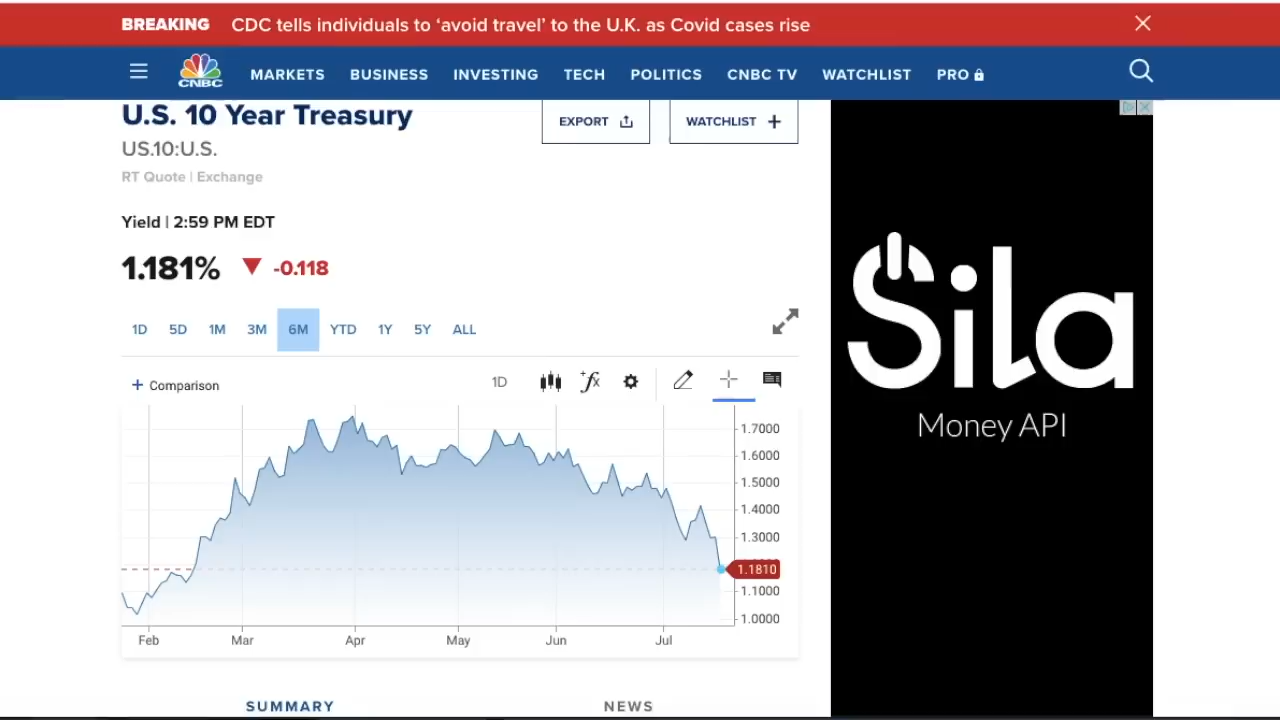 BREAKING CDC tells individuals to ‘avoid travel’ to the U.K. as Covid cases rise
CNBC MARKETS BUSINESS INVESTING TECH POLITICS CNBC TV WATCHLIST PRO
U.S. 10 Year Treasury
EXPORT WATCHLIST +
US.10:U.S.
RT Quote | Exchange
Yield | 2:59 PM EDT
1.181% -0.118
1D 5D 1M 3M 6M YTD 1Y 5Y ALL
+ Comparison 1D +fx
1.7000
1.6000
1.5000
1.4000
1.3000
1.1810
1.1000
1.0000
Feb Mar Apr May Jun Jul
SUMMARY NEWS
Sila
Money API